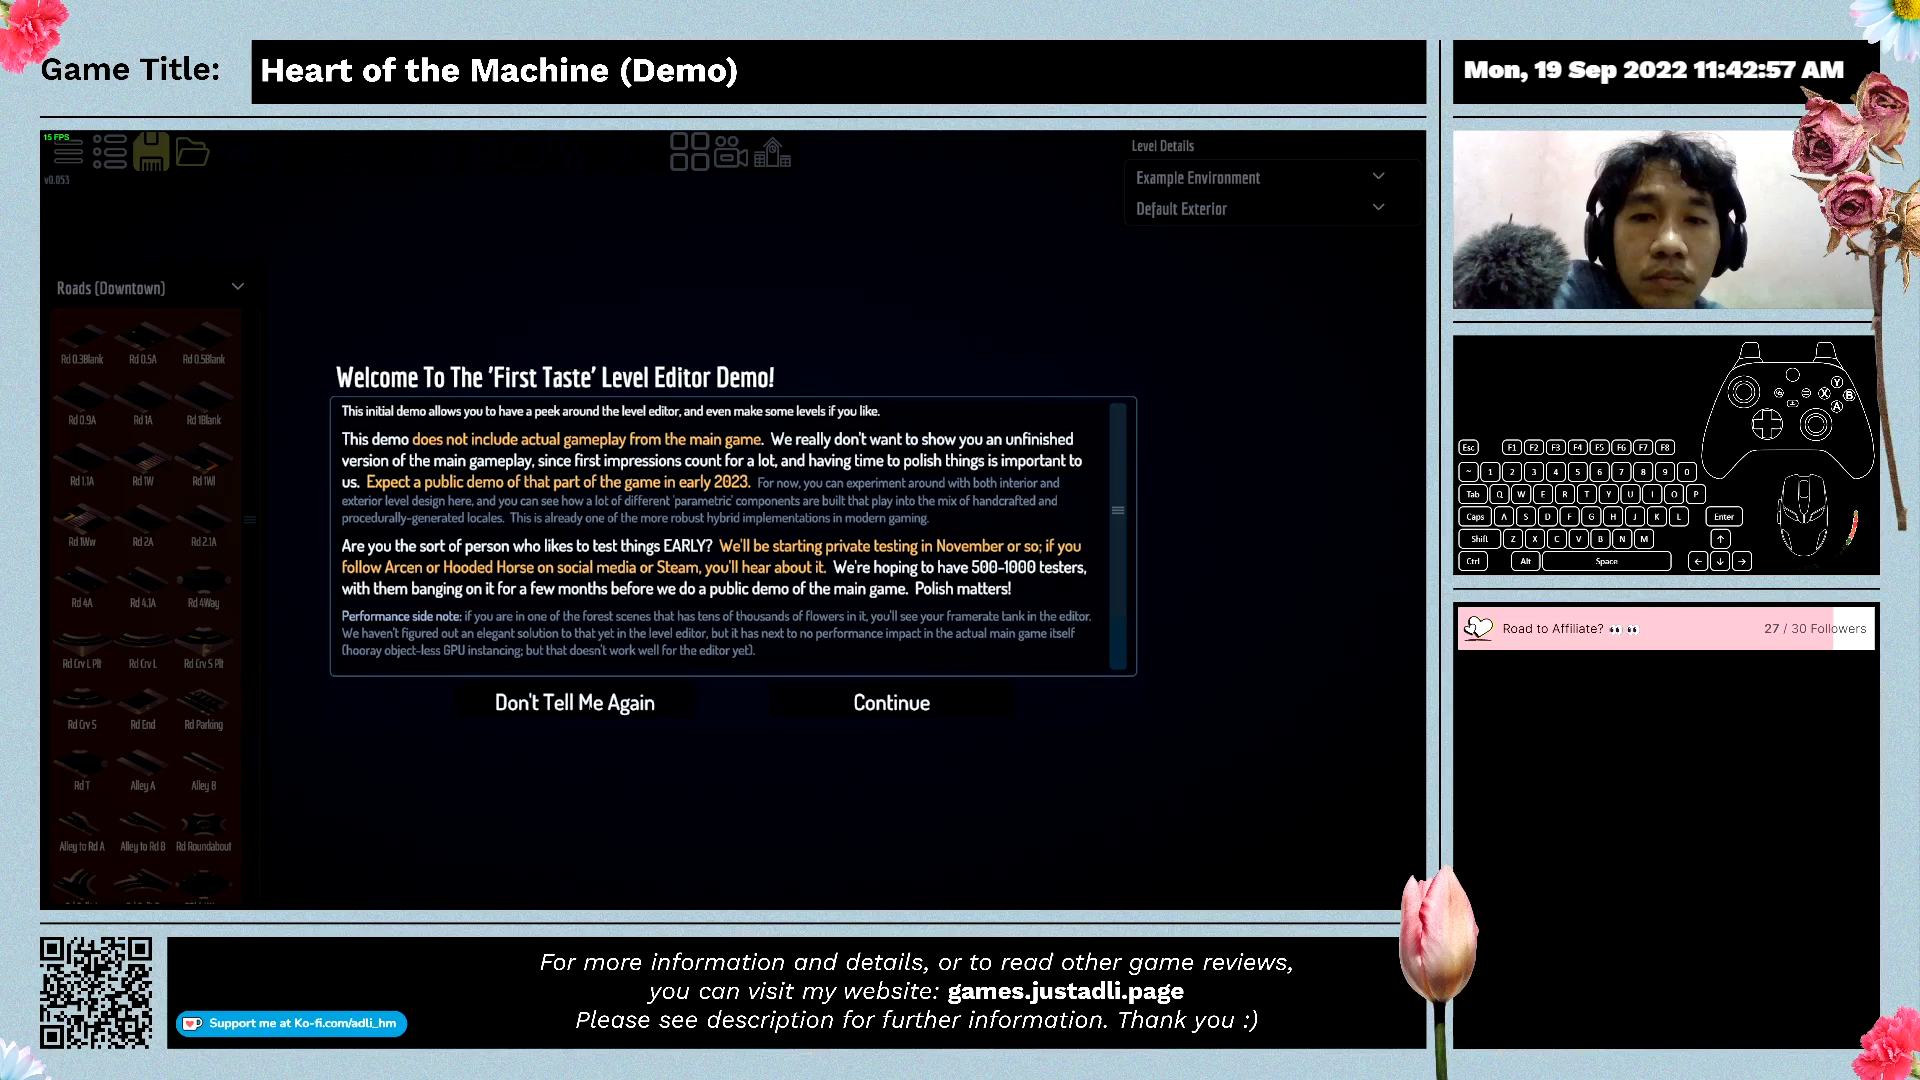 Game Title:
Heart of the Machine (Demo)
Mon, 19 Sep 2022 11:42:57 AM
15 FPS
v0.053
Level Details
Example Environment
Default Exterior
Roads (Downtown)
Rd 0.3Blank Rd 0.5A Rd 0.5Blank
Rd 0.9A Rd 1A Rd 1Blank
Rd 1.1A Rd 1W Rd 1Wl
Rd 1Ww Rd 2A Rd 2.1A
Rd 4A Rd 4.1A Rd 4Way
Rd Crv L Plt Rd Crv L Rd Crv S Plt
Rd Crv S Rd End Rd Parking
Rd T Alley A Alley B
Alley to Rd A Alley to Rd B Rd Roundabout
Welcome To The 'First Taste' Level Editor Demo!
This initial demo allows you to have a peek around the level editor, and even make some levels if you like.
This demo does not include actual gameplay from the main game. We really don't want to show you an unfinished
version of the main gameplay, since first impressions count for a lot, and having time to polish things is important to
us. Expect a public demo of that part of the game in early 2023. For now, you can experiment around with both interior and
exterior level design here, and you can see how a lot of different 'parametric' components are built that play into the mix of handcrafted and
procedurally-generated locales. This is already one of the more robust hybrid implementations in modern gaming.
Are you the sort of person who likes to test things EARLY? We'll be starting private testing in November or so; if you
follow Arcen or Hooded Horse on social media or Steam, you'll hear about it. We're hoping to have 500-1000 testers,
with them banging on it for a few months before we do a public demo of the main game. Polish matters!
Performance side note: if you are in one of the forest scenes that has tens of thousands of flowers in it, you'll see your framerate tank in the editor.
We haven't figured out an elegant solution to that yet in the level editor, but it has next to no performance impact in the actual main game itself
(hooray object-less GPU instancing; but that doesn't work well for the editor yet).
Don't Tell Me Again
Continue
Y
X B
A
Esc F1 F2 F3 F4 F5 F6 F7 F8
~ 1 2 3 4 5 6 7 8 9 0
Tab Q W E R T Y U I O P
Caps A S D F G H J K L Enter
Shift Z X C V B N M ↑
Ctrl Alt Space ← ↓ →
Road to Affiliate? 👀 👀 27 / 30 Followers
Support me at Ko-fi.com/adli_hm
For more information and details, or to read other game reviews,
you can visit my website: games.justadli.page
Please see description for further information. Thank you :)